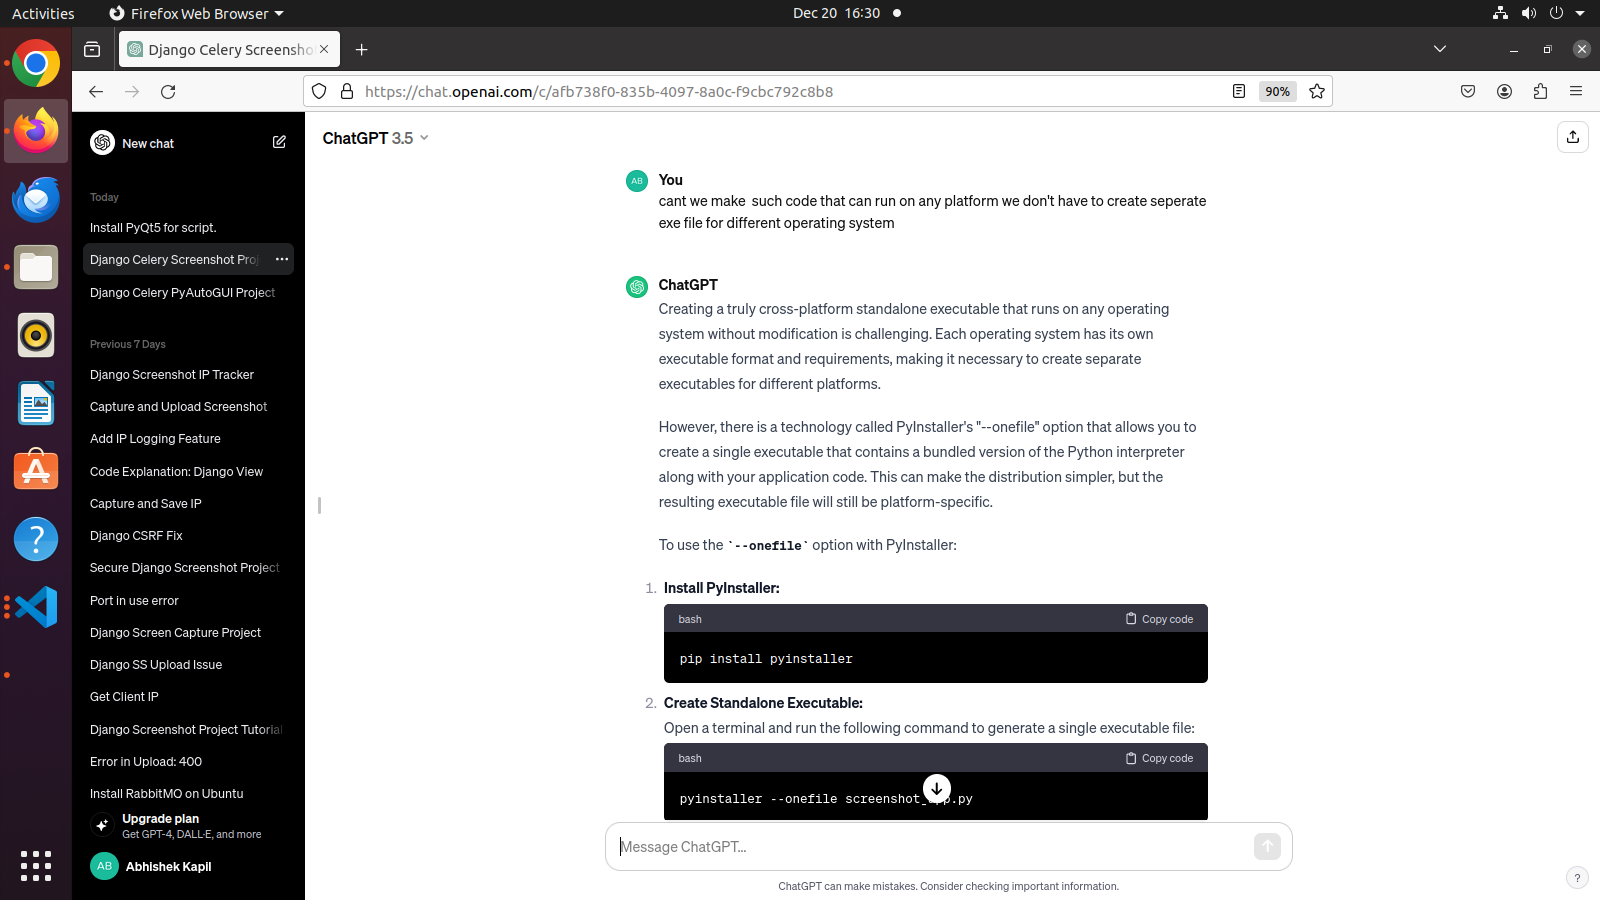 Activities
Firefox Web Browser
Dec 20 16:30
Django Celery Screensho
https://chat.openai.com/c/afb738f0-835b-4097-8a0c-f9cbc792c8b8
90%
New chat
Today
Install PyQt5 for script.
Django Celery Screenshot Proj
Django Celery PyAutoGUI Project
Previous 7 Days
Django Screenshot IP Tracker
Capture and Upload Screenshot
Add IP Logging Feature
Code Explanation: Django View
Capture and Save IP
Django CSRF Fix
Secure Django Screenshot Project
Port in use error
Django Screen Capture Project
Django SS Upload Issue
Get Client IP
Django Screenshot Project Tutorial
Error in Upload: 400
Install RabbitMQ on Ubuntu
Upgrade plan
Get GPT-4, DALL·E, and more
AB
Abhishek Kapil
ChatGPT 3.5
AB
You
cant we make such code that can run on any platform we don't have to create seperate
exe file for different operating system
ChatGPT
Creating a truly cross-platform standalone executable that runs on any operating
system without modification is challenging. Each operating system has its own
executable format and requirements, making it necessary to create separate
executables for different platforms.
However, there is a technology called PyInstaller's "--onefile" option that allows you to
create a single executable that contains a bundled version of the Python interpreter
along with your application code. This can make the distribution simpler, but the
resulting executable file will still be platform-specific.
To use the `--onefile` option with PyInstaller:
1. Install PyInstaller:
bash
Copy code
pip install pyinstaller
2. Create Standalone Executable:
Open a terminal and run the following command to generate a single executable file:
bash
Copy code
pyinstaller --onefile screenshot_app.py
Message ChatGPT...
ChatGPT can make mistakes. Consider checking important information.
?